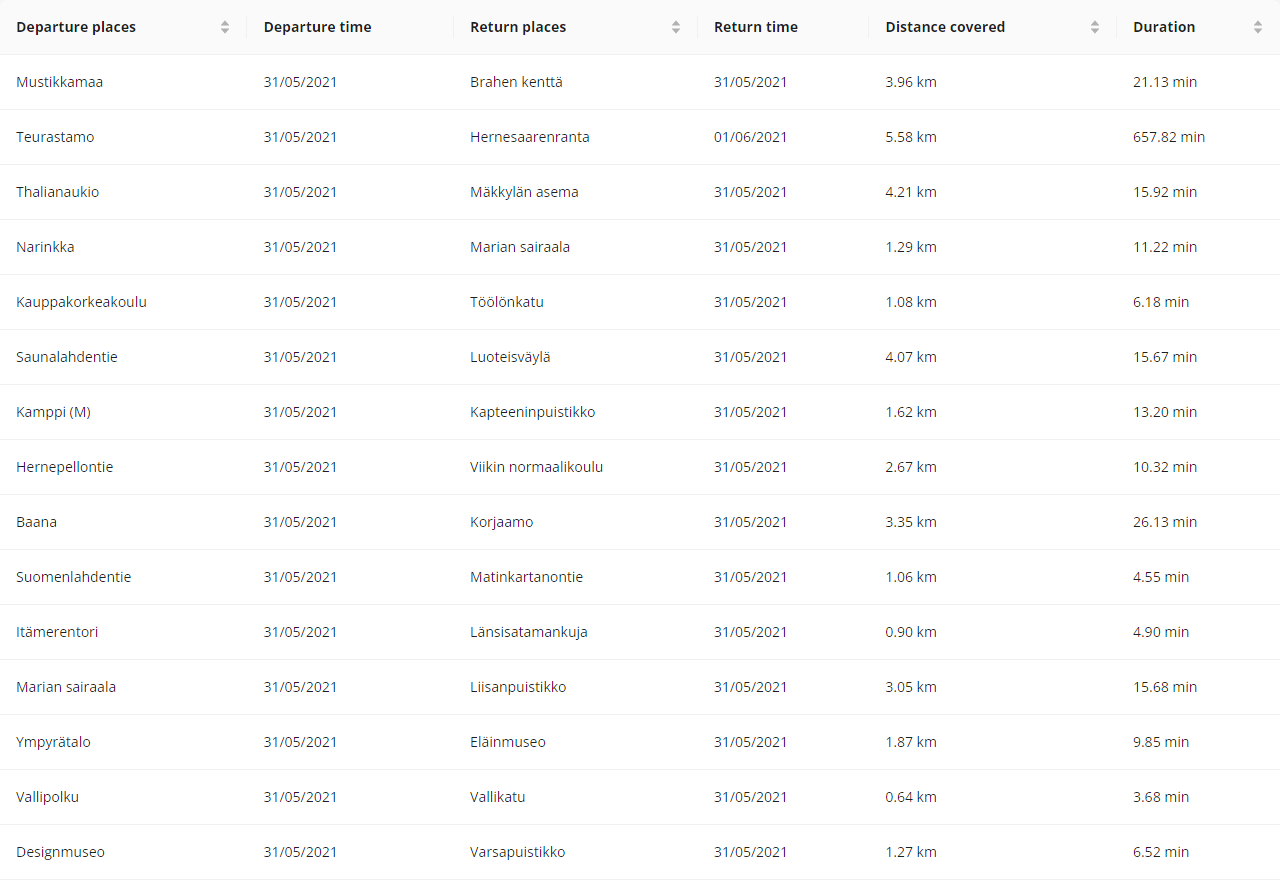 Departure places Departure time Return places Return time Distance covered Duration
Mustikkamaa 31/05/2021 Brahen kenttä 31/05/2021 3.96 km 21.13 min
Teurastamo 31/05/2021 Hernesaarenranta 01/06/2021 5.58 km 657.82 min
Thalianaukio 31/05/2021 Mäkkylän asema 31/05/2021 4.21 km 15.92 min
Narinkka 31/05/2021 Marian sairaala 31/05/2021 1.29 km 11.22 min
Kauppakorkeakoulu 31/05/2021 Töölönkatu 31/05/2021 1.08 km 6.18 min
Saunalahdentie 31/05/2021 Luoteisväylä 31/05/2021 4.07 km 15.67 min
Kamppi (M) 31/05/2021 Kapteeninpuistikko 31/05/2021 1.62 km 13.20 min
Hernepellontie 31/05/2021 Viikin normaalikoulu 31/05/2021 2.67 km 10.32 min
Baana 31/05/2021 Korjaamo 31/05/2021 3.35 km 26.13 min
Suomenlahdentie 31/05/2021 Matinkartanontie 31/05/2021 1.06 km 4.55 min
Itämerentori 31/05/2021 Länsisatamankuja 31/05/2021 0.90 km 4.90 min
Marian sairaala 31/05/2021 Liisanpuistikko 31/05/2021 3.05 km 15.68 min
Ympyrätalo 31/05/2021 Eläinmuseo 31/05/2021 1.87 km 9.85 min
Vallipolku 31/05/2021 Vallikatu 31/05/2021 0.64 km 3.68 min
Designmuseo 31/05/2021 Varsapuistikko 31/05/2021 1.27 km 6.52 min